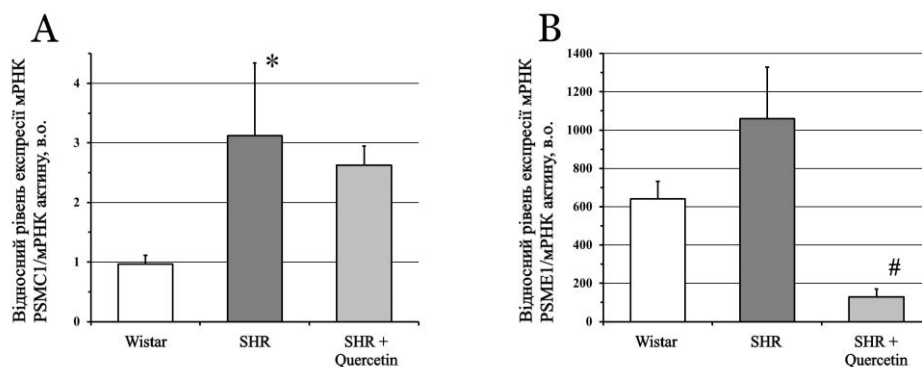 A
Відносний рівень експресії мРНК
PSMC1/мРНК актину, в.о.
4
3
2
1
0
*
Wistar
SHR
SHR +
Quercetin
B
Відносний рівень експресії мРНК
PSME1/мРНК актину, в.о.
1400
1200
1000
800
600
400
200
0
#
Wistar
SHR
SHR +
Quercetin